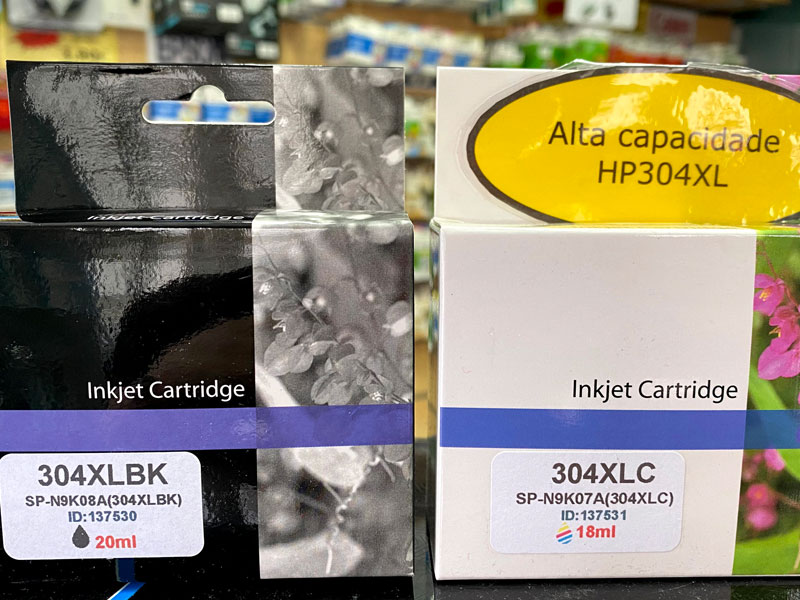 Inkjet Cartridge
Inkjet Cartridge
304XLBK
SP-N9K08A(304XLBK)
ID:137530
20ml
Alta capacidade
HP304XL
Inkjet Cartridge
304XLC
SP-N9K07A(304XLC)
ID:137531
18ml